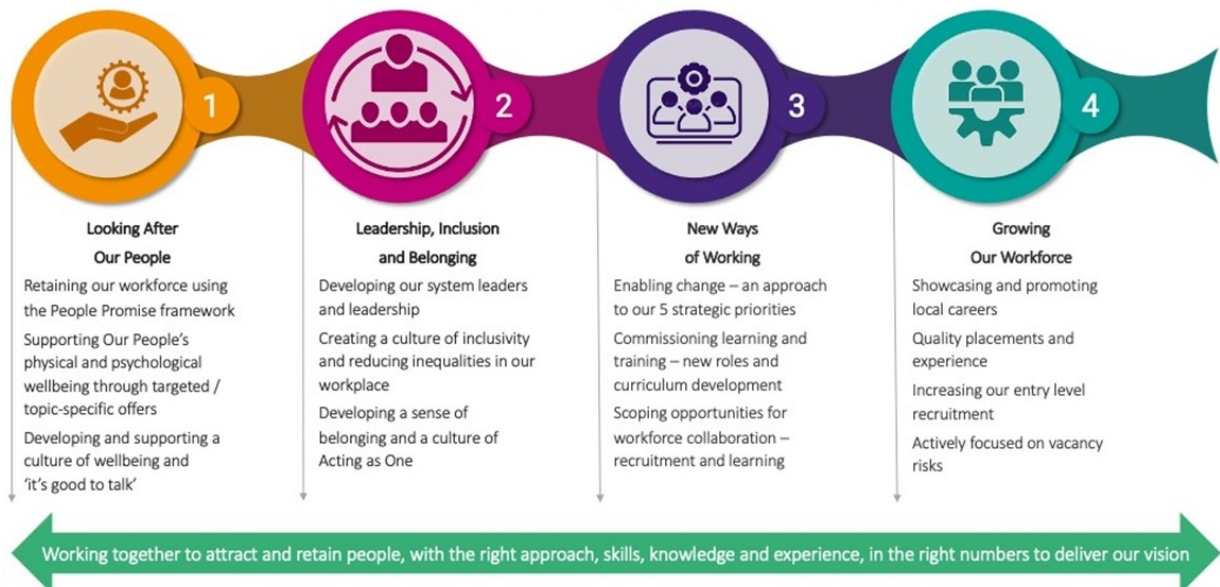 1
Looking After
Our People
Retaining our workforce using
the People Promise framework
Supporting Our People's
physical and psychological
wellbeing through targeted /
topic-specific offers
Developing and supporting a
culture of wellbeing and
‘it’s good to talk’
2
Leadership, Inclusion
and Belonging
Developing our system leaders
and leadership
Creating a culture of inclusivity
and reducing inequalities in our
workplace
Developing a sense of
belonging and a culture of
Acting as One
3
New Ways
of Working
Enabling change – an approach
to our 5 strategic priorities
Commissioning learning and
training – new roles and
curriculum development
Scoping opportunities for
workforce collaboration –
recruitment and learning
4
Growing
Our Workforce
Showcasing and promoting
local careers
Quality placements and
experience
Increasing our entry level
recruitment
Actively focused on vacancy
risks
Working together to attract and retain people, with the right approach, skills, knowledge and experience, in the right numbers to deliver our vision